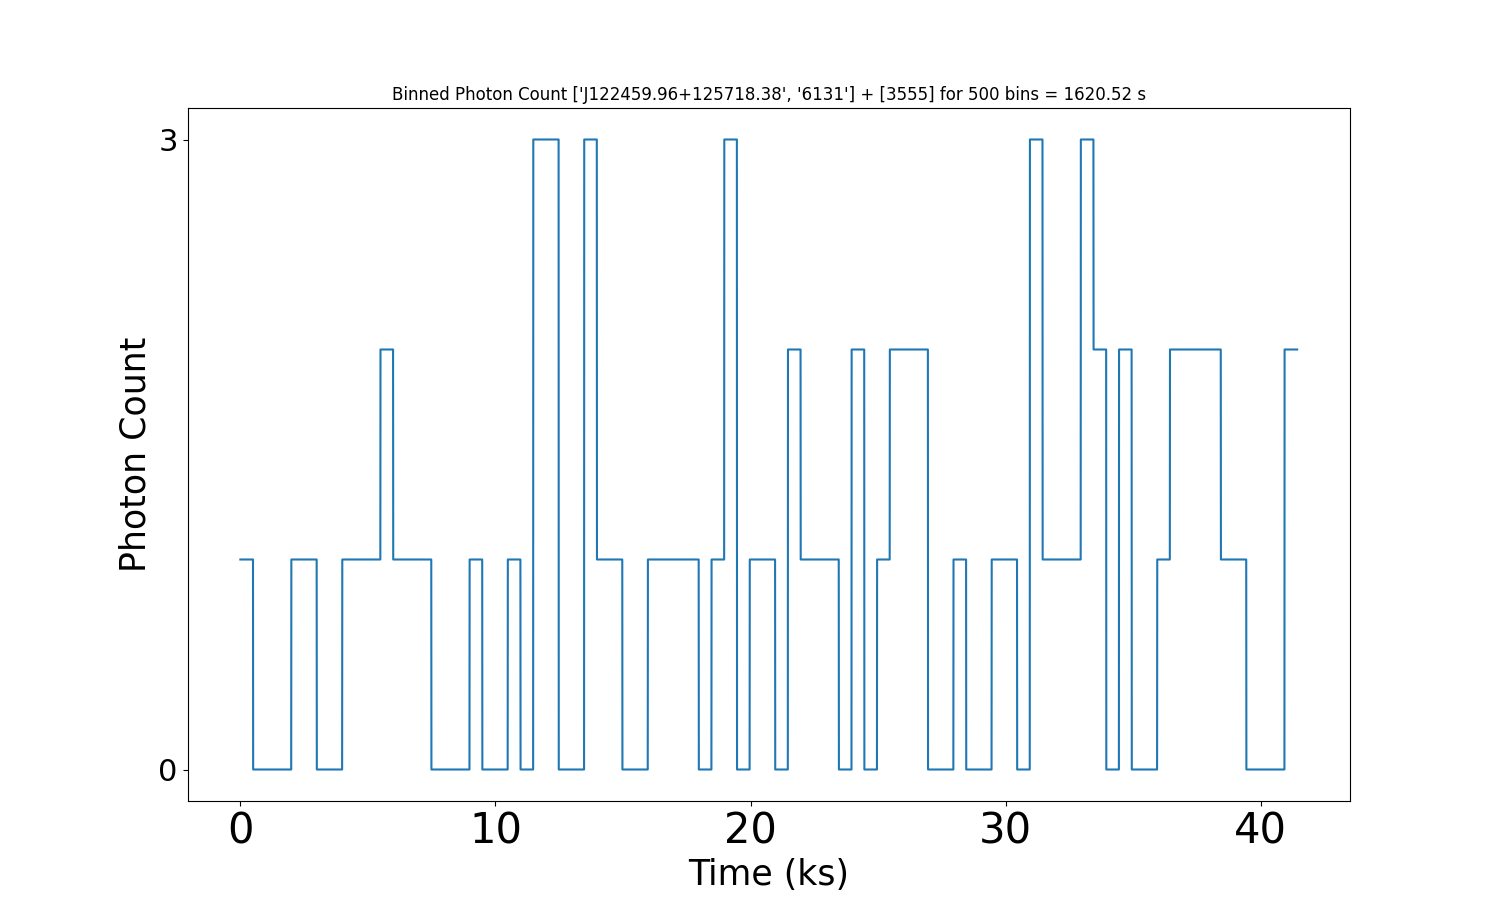 Binned Photon Count ['J122459.96+125718.38', '6131'] + [3555] for 500 bins = 1620.52 s
3
Photon Count
0
0 10 20 30 40
Time (ks)